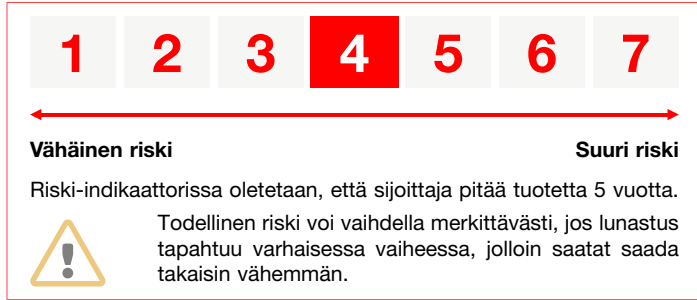 1 2 3 4 5 6 7
Vähäinen riski Suuri riski
Riski-indikaattorissa oletetaan, että sijoittaja pitää tuotetta 5 vuotta.
Todellinen riski voi vaihdella merkittävästi, jos lunastus
tapahtuu varhaisessa vaiheessa, jolloin saatat saada
takaisin vähemmän.